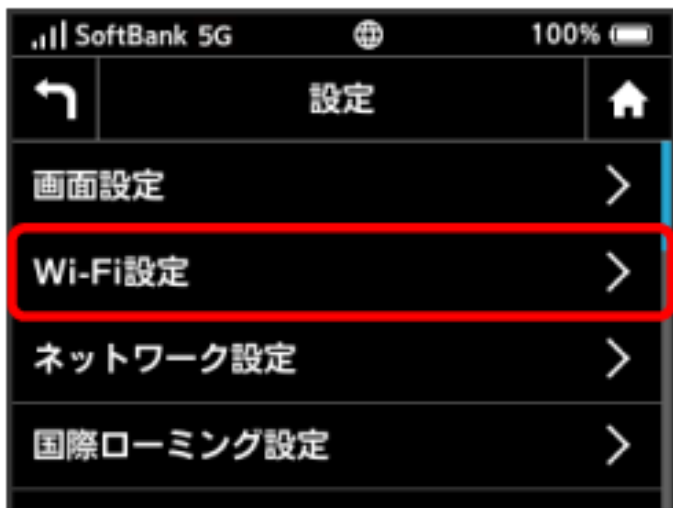 SoftBank 5G 100%
設定
画面設定
Wi-Fi設定
ネットワーク設定
国際ローミング設定